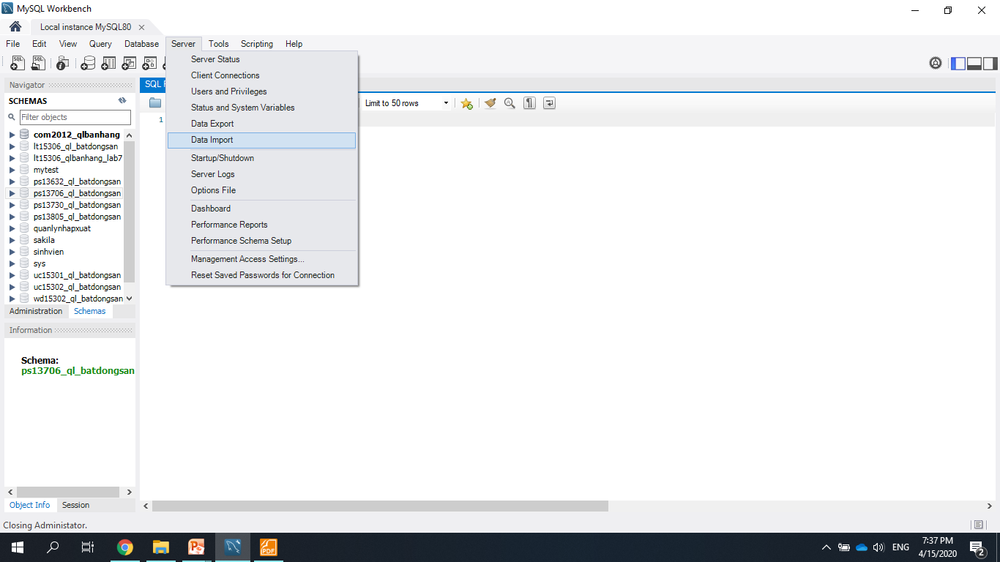 MySQL Workbench
Local instance MySQL80
File Edit View Query Database Server Tools Scripting Help
Server Status
Client Connections
Users and Privileges
Status and System Variables
Data Export
Data Import
Startup/Shutdown
Server Logs
Options File
Dashboard
Performance Reports
Performance Schema Setup
Management Access Settings...
Reset Saved Passwords for Connection
SQL SQL
Navigator
SCHEMAS
Filter objects
com2012_qlbanhang
lt15306_ql_batdongsan
lt15306_qlbanhang_lab7
mytest
ps13632_ql_batdongsan
ps13706_ql_batdongsan
ps13730_ql_batdongsan
ps13805_ql_batdongsan
quanlynhapxuat
sakila
sinhvien
sys
uc15301_ql_batdongsan
uc15302_ql_batdongsan
wd15302_ql_batdongsan
Administration Schemas
Information
Schema:
ps13706_ql_batdongsan
Object Info Session
SQL
Limit to 50 rows
1
Closing Administator.
PDF
ENG
7:37 PM
4/15/2020
2